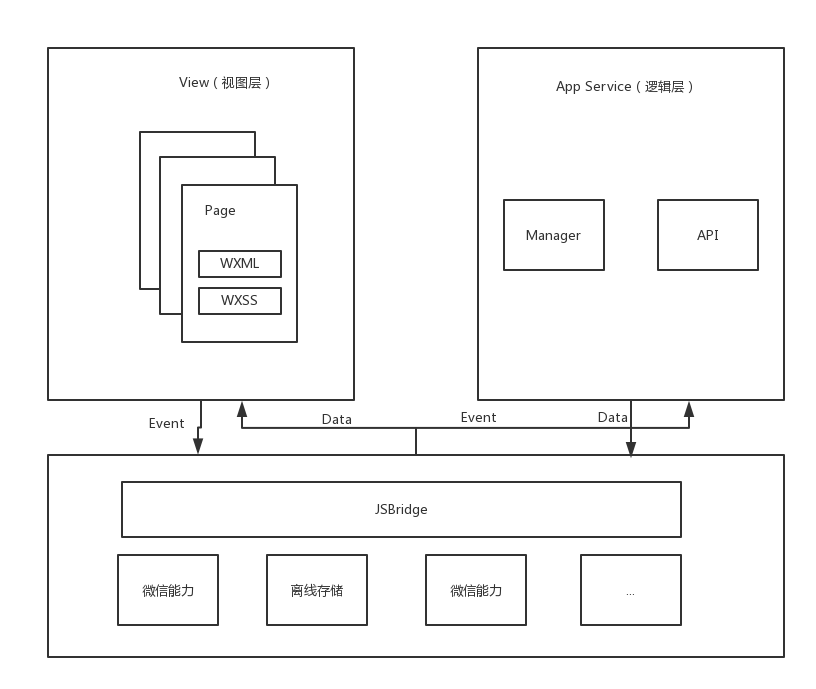 View ( 视图层 )
App Service ( 逻辑层 )
Page
WXML
WXSS
Manager
API
Event
Data
Event
Data
JSBridge
微信能力
离线存储
微信能力
...